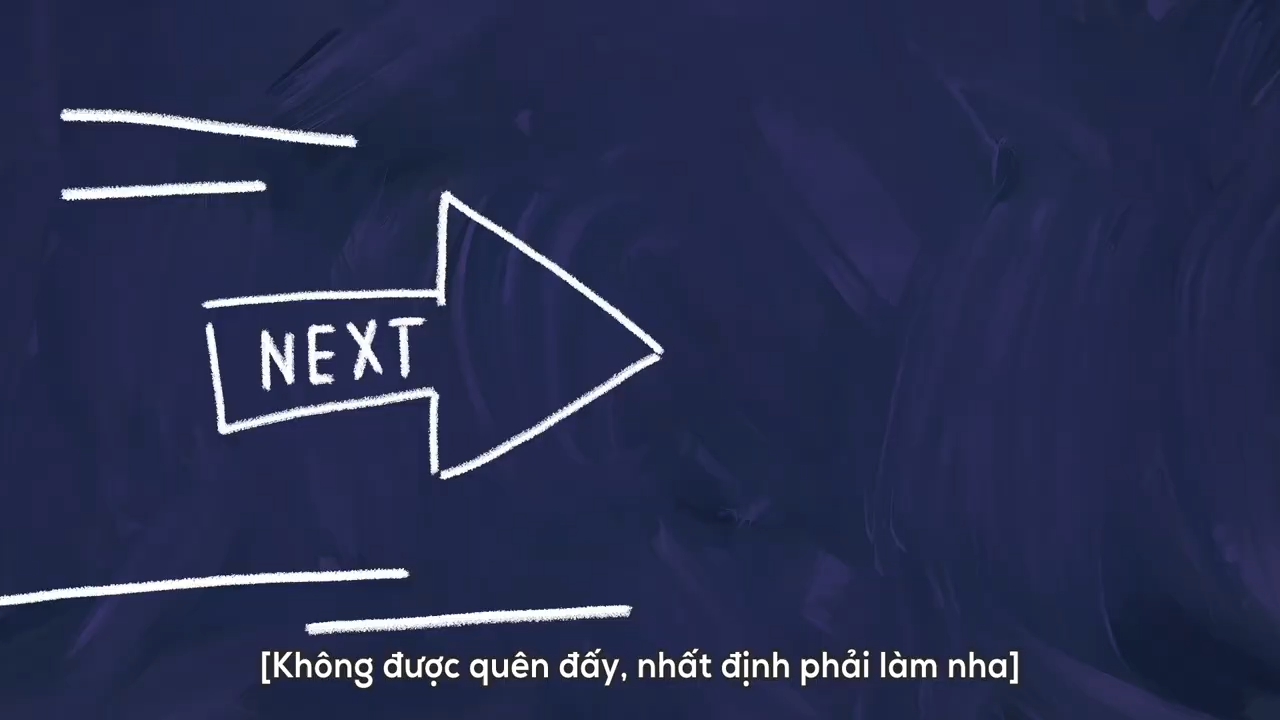 NEXT
[Không được quên đấy, nhất định phải làm nha]